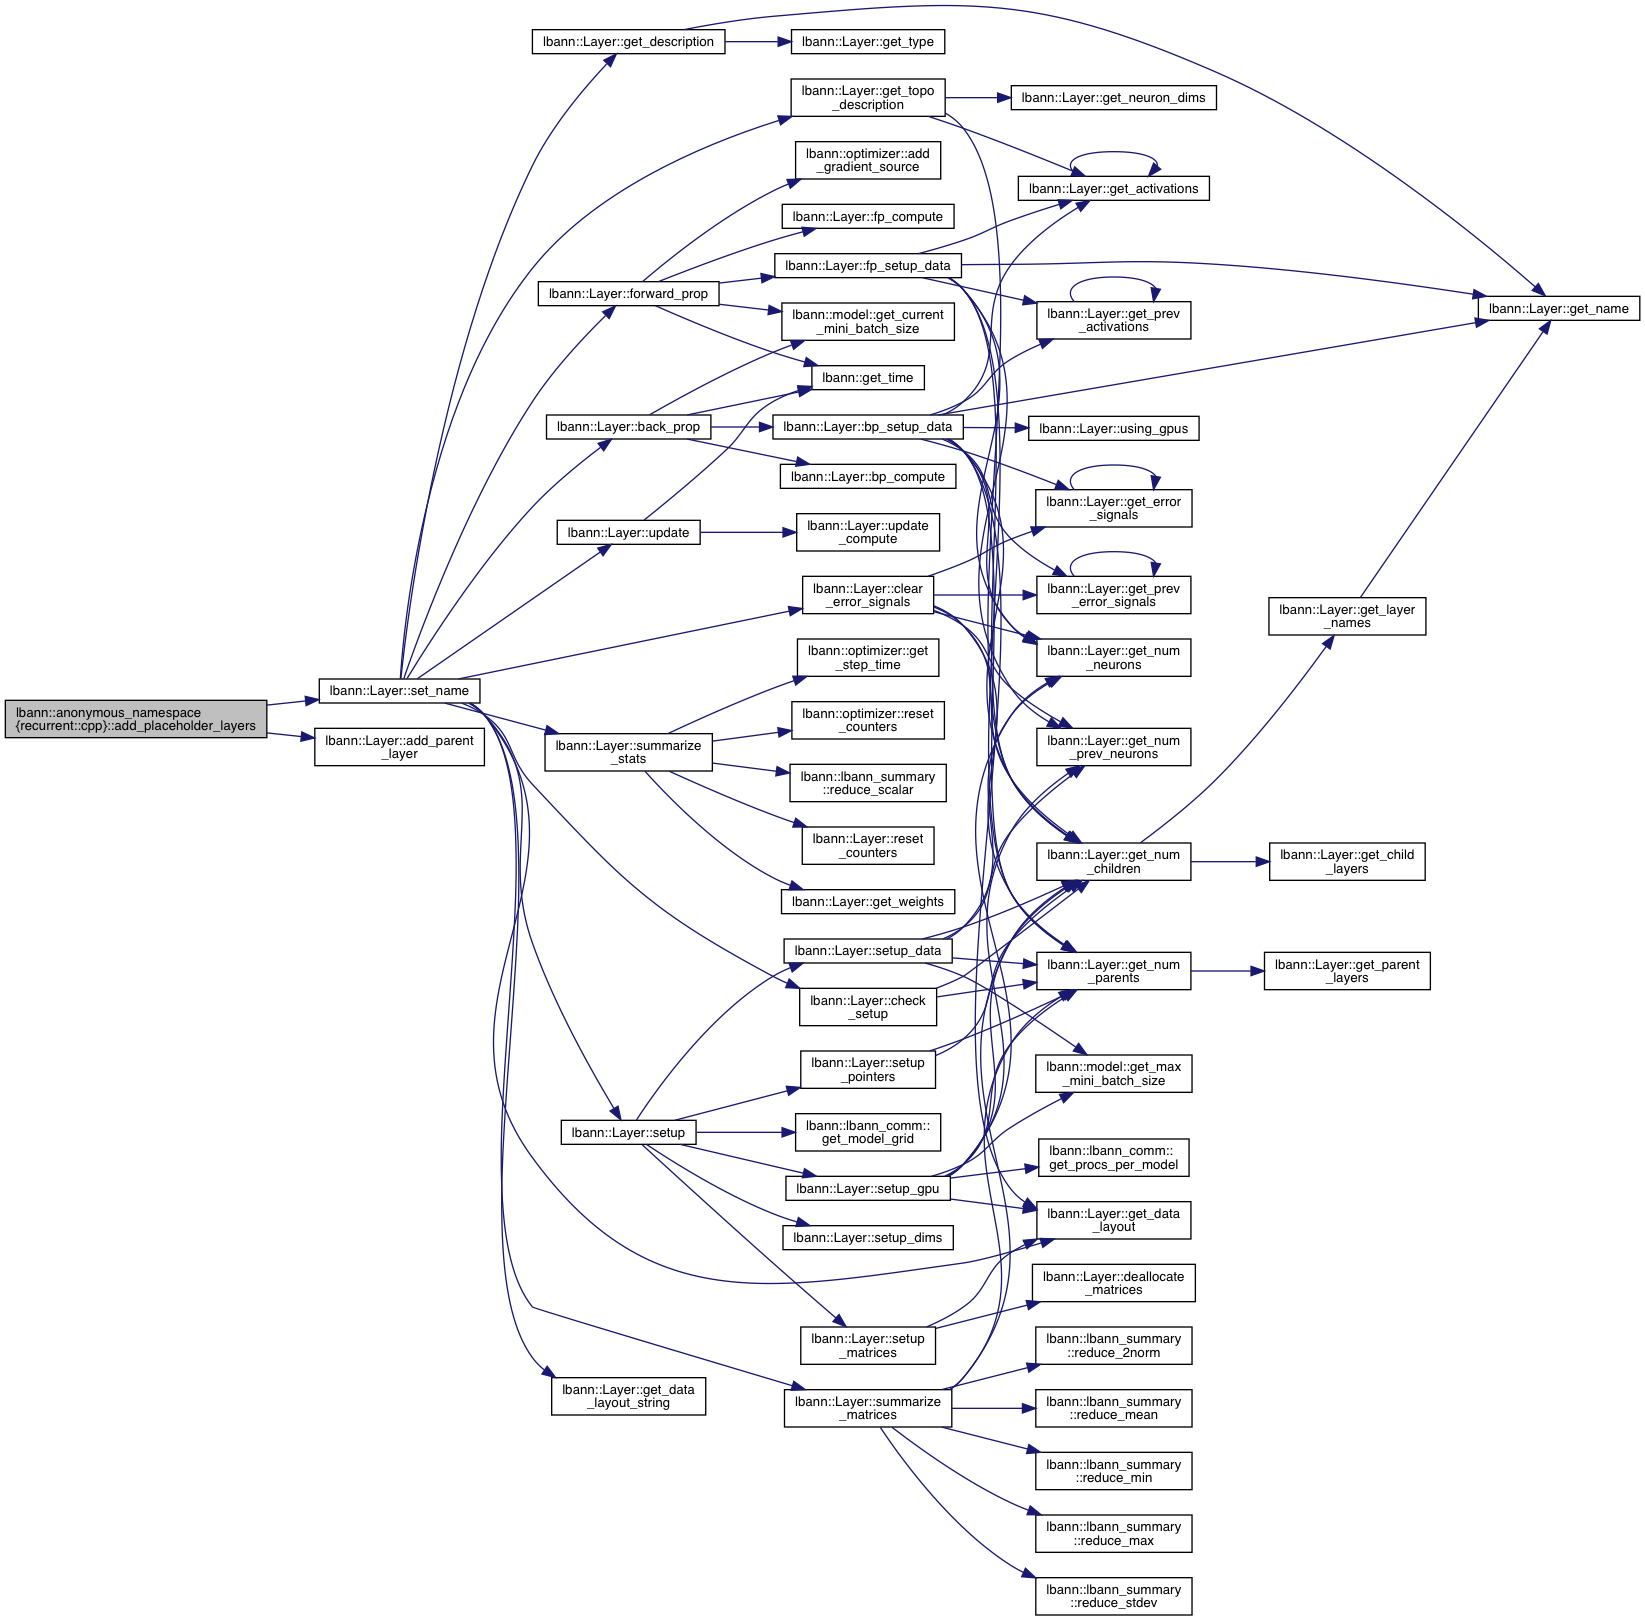 lbann::anonymous_namespace
{recurrent::cpp}::add_placeholder_layers
lbann::Layer::set_name
lbann::Layer::add_parent
_layer
lbann::Layer::get_description
lbann::Layer::forward_prop
lbann::Layer::back_prop
lbann::Layer::update
lbann::Layer::summarize
_stats
lbann::Layer::setup
lbann::Layer::get_data
_layout_string
lbann::Layer::get_type
lbann::Layer::get_topo
_description
lbann::optimizer::add
_gradient_source
lbann::Layer::fp_compute
lbann::Layer::fp_setup_data
lbann::model::get_current
_mini_batch_size
lbann::get_time
lbann::Layer::bp_setup_data
lbann::Layer::bp_compute
lbann::Layer::update
_compute
lbann::Layer::clear
_error_signals
lbann::optimizer::get
_step_time
lbann::optimizer::reset
_counters
lbann::lbann_summary
::reduce_scalar
lbann::Layer::reset
_counters
lbann::Layer::get_weights
lbann::Layer::setup_data
lbann::Layer::check
_setup
lbann::Layer::setup
_pointers
lbann::lbann_comm::
get_model_grid
lbann::Layer::setup_gpu
lbann::Layer::setup_dims
lbann::Layer::setup
_matrices
lbann::Layer::summarize
_matrices
lbann::Layer::get_neuron_dims
lbann::Layer::get_activations
lbann::Layer::get_prev
_activations
lbann::Layer::using_gpus
lbann::Layer::get_error
_signals
lbann::Layer::get_prev
_error_signals
lbann::Layer::get_num
_neurons
lbann::Layer::get_num
_prev_neurons
lbann::Layer::get_num
_children
lbann::Layer::get_num
_parents
lbann::model::get_max
_mini_batch_size
lbann::lbann_comm::
get_procs_per_model
lbann::Layer::get_data
_layout
lbann::Layer::deallocate
_matrices
lbann::lbann_summary
::reduce_2norm
lbann::lbann_summary
::reduce_mean
lbann::lbann_summary
::reduce_min
lbann::lbann_summary
::reduce_max
lbann::lbann_summary
::reduce_stdev
lbann::Layer::get_layer
_names
lbann::Layer::get_child
_layers
lbann::Layer::get_parent
_layers
lbann::Layer::get_name